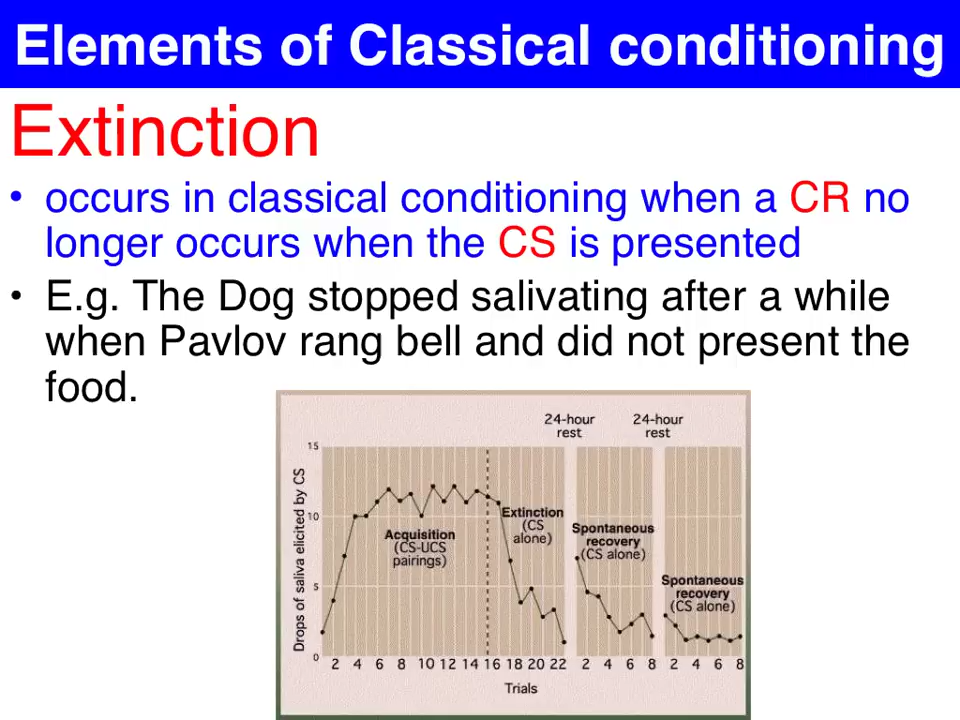 Elements of Classical conditioning
Extinction
• occurs in classical conditioning when a CR no
longer occurs when the CS is presented
• E.g. The Dog stopped salivating after a while
when Pavlov rang bell and did not present the
food.
24-hour
rest
24-hour
rest
Drops of saliva elicited by CS
15
10
5
0
Acquisition
(CS-UCS
pairings)
Extinction
(CS
alone)
Spontaneous
recovery
(CS alone)
Spontaneous
recovery
(CS alone)
2 4 6 8 10 12 14 16 18 20 22
2 4 6 8
2 4 6 8
Trials